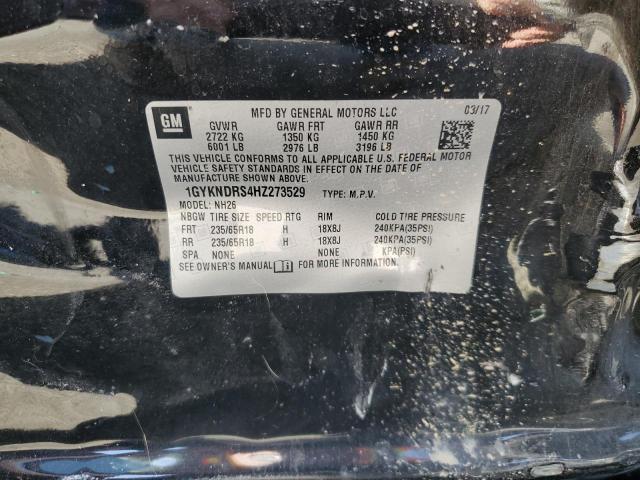 GM
MFD BY GENERAL MOTORS LLC 03/17
GVWR GAWR FRT GAWR RR
2722 KG 1350 KG 1450 KG
6001 LB 2976 LB 3196 LB
THIS VEHICLE CONFORMS TO ALL APPLICABLE U.S. FEDERAL MOTOR
VEHICLE SAFETY STANDARDS IN EFFECT ON THE DATE OF
MANUFACTURE SHOWN ABOVE.
1GYKNDRS4HZ273529 TYPE: M.P.V.
MODEL: NH26
NBGW TIRE SIZE SPEED RTG RIM COLD TIRE PRESSURE
FRT 235/65R18 H 18X8J 240KPA(35PSI)
RR 235/65R18 H 18X8J 240KPA(35PSI)
SPA NONE NONE KPA(PSI)
SEE OWNER'S MANUAL FOR MORE INFORMATION.